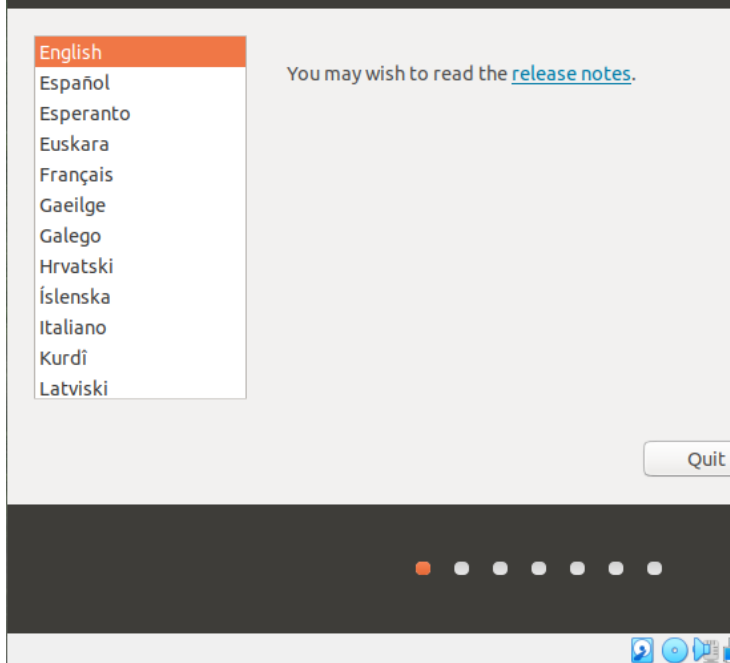 English
Español
Esperanto
Euskara
Français
Gaeilge
Galego
Hrvatski
Íslenska
Italiano
Kurdî
Latviski
You may wish to read the release notes.
Quit